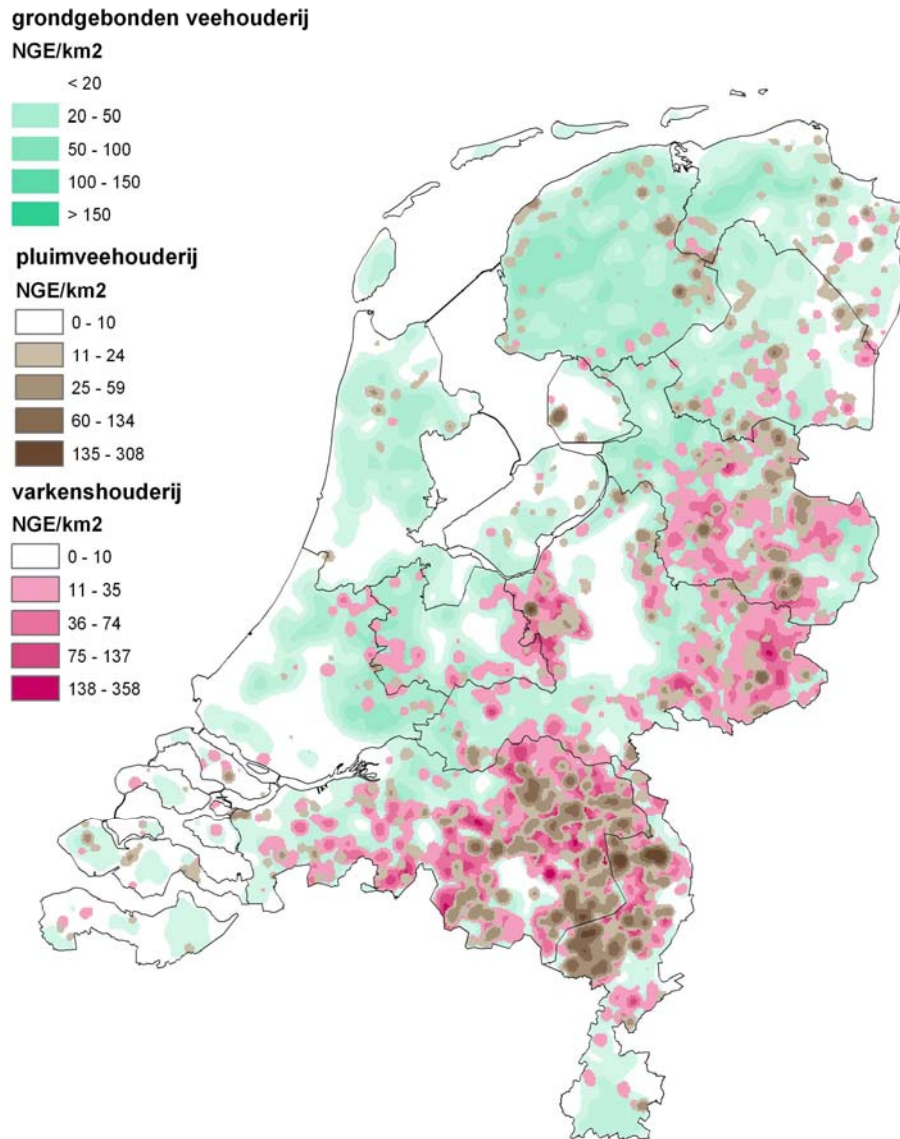 grondgebonden veehouderij
NGE/km2
< 20
20 - 50
50 - 100
100 - 150
> 150
pluimveehouderij
NGE/km2
0 - 10
11 - 24
25 - 59
60 - 134
135 - 308
varkenshouderij
NGE/km2
0 - 10
11 - 35
36 - 74
75 - 137
138 - 358